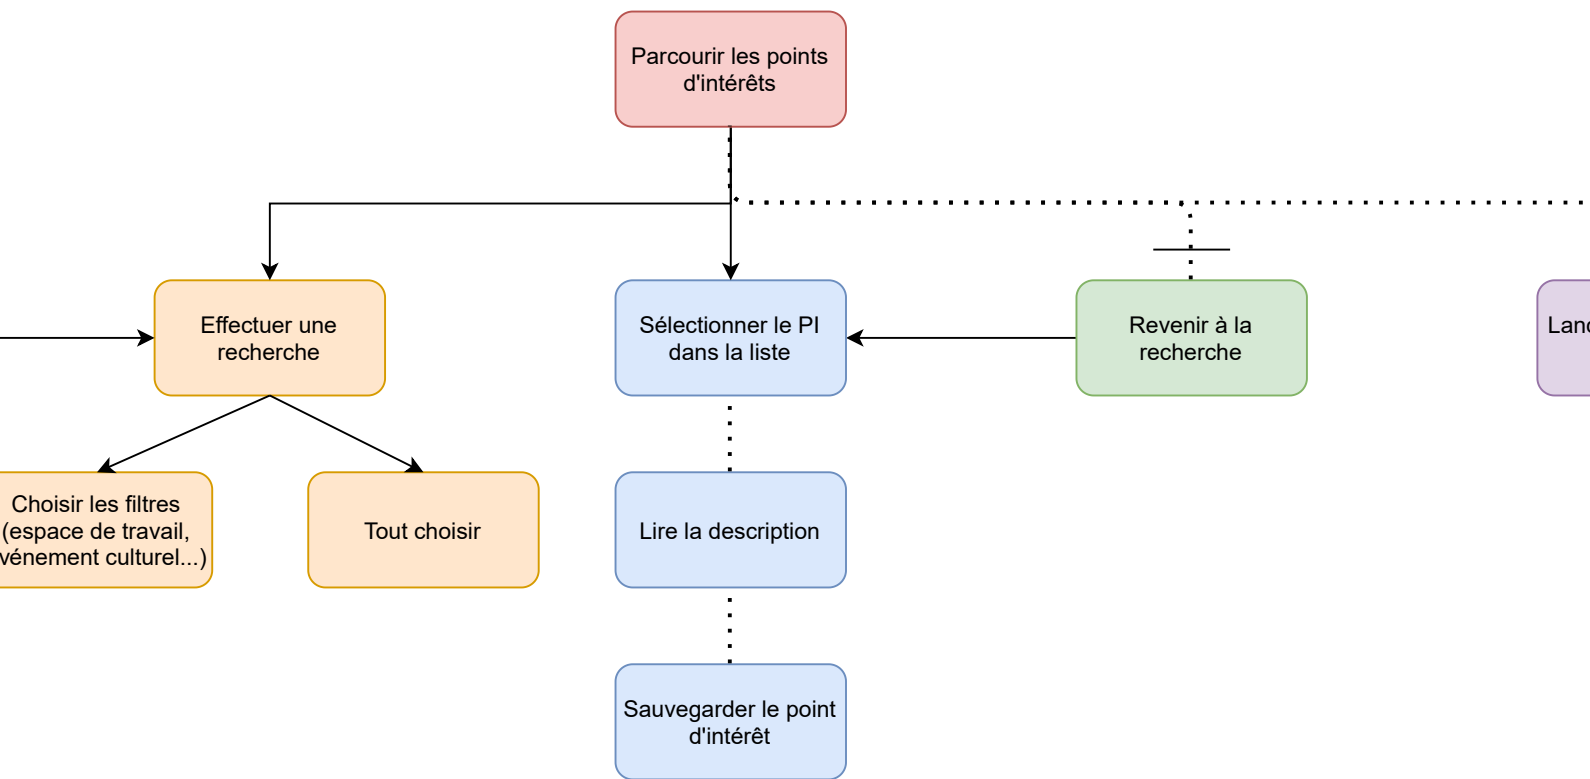 Parcourir les points
d'intérêts
Effectuer une
recherche
Sélectionner le PI
dans la liste
Revenir à la
recherche
Choisir les filtres
(espace de travail,
vénement culturel...)
Tout choisir
Lire la description
Sauvegarder le point
d'intérêt